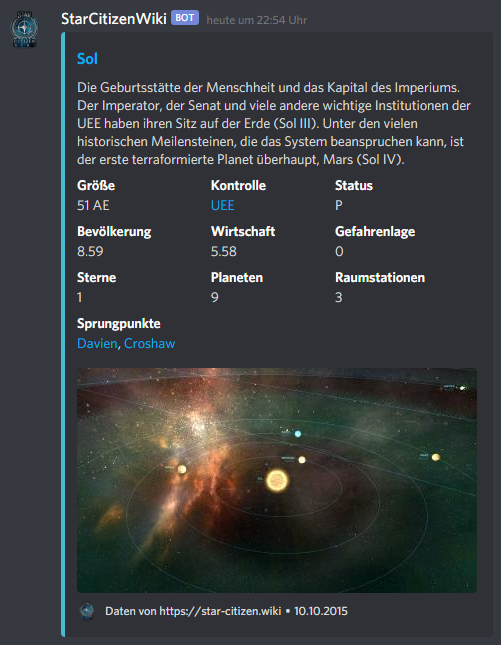 StarCitizenWiki BOT heute um 22:54 Uhr
Sol
Die Geburtsstätte der Menschheit und das Kapital des Imperiums.
Der Imperator, der Senat und viele andere wichtige Institutionen der
UEE haben ihren Sitz auf der Erde (Sol III). Unter den vielen
historischen Meilensteinen, die das System beanspruchen kann, ist
der erste terraformierte Planet überhaupt, Mars (Sol IV).
Größe Kontrolle Status
51 AE UEE P
Bevölkerung Wirtschaft Gefahrenlage
8.59 5.58 0
Sterne Planeten Raumstationen
1 9 3
Sprungpunkte
Davien, Croshaw
Daten von https://star-citizen.wiki • 10.10.2015